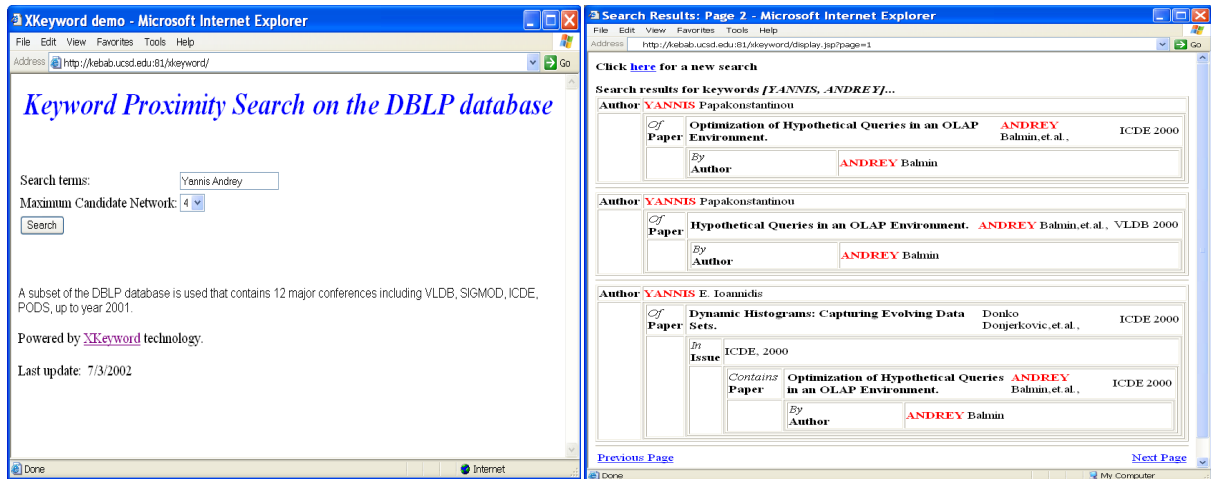 XKeyword demo - Microsoft Internet Explorer
File Edit View Favorites Tools Help
Address http://kebab.ucsd.edu:81/xkeyword/ Go
Keyword Proximity Search on the DBLP database
Search terms: Yannis Andrey
Maximum Candidate Network: 4
Search
A subset of the DBLP database is used that contains 12 major conferences including VLDB, SIGMOD, ICDE,
PODS, up to year 2001.
Powered by XKeyword technology.
Last update: 7/3/2002
Done Internet
Search Results: Page 2 - Microsoft Internet Explorer
File Edit View Favorites Tools Help
Address http://kebab.ucsd.edu:81/xkeyword/display.jsp?page=1 Go
Click here for a new search
Search results for keywords [YANNIS, ANDREY]...
Author YANNIS Papakonstantinou
Of Optimization of Hypothetical Queries in an OLAP ANDREY ICDE 2000
Paper Environment. Balmin,et.al.,
By
Author ANDREY Balmin
Author YANNIS Papakonstantinou
Of
Paper Hypothetical Queries in an OLAP Environment. ANDREY Balmin,et.al., VLDB 2000
By
Author ANDREY Balmin
Author YANNIS E. Ioannidis
Of Dynamic Histograms: Capturing Evolving Data Donko ICDE 2000
Paper Sets. Donjerkovic,et.al.,
In
Issue ICDE, 2000
Contains Optimization of Hypothetical Queries ANDREY ICDE 2000
Paper in an OLAP Environment. Balmin,et.al.,
By
Author ANDREY Balmin
Previous Page Next Page
Done My Computer